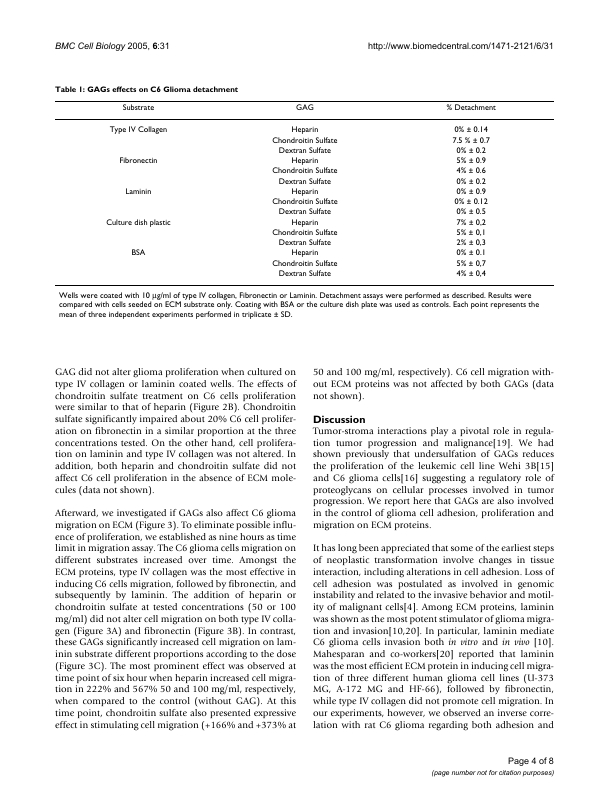 BMC Cell Biology 2005, 6:31
http://www.biomedcentral.com/1471-2121/6/31
Table 1: GAGs effects on C6 Glioma detachment
Substrate GAG % Detachment
Type IV Collagen Heparin 0% ± 0.14
Chondroitin Sulfate 7.5 % ± 0.7
Dextran Sulfate 0% ± 0.2
Fibronectin Heparin 5% ± 0.9
Chondroitin Sulfate 4% ± 0.6
Dextran Sulfate 0% ± 0.2
Laminin Heparin 0% ± 0.9
Chondroitin Sulfate 0% ± 0.12
Dextran Sulfate 0% ± 0.5
Culture dish plastic Heparin 7% ± 0,2
Chondroitin Sulfate 5% ± 0,1
Dextran Sulfate 2% ± 0,3
BSA Heparin 0% ± 0.1
Chondroitin Sulfate 5% ± 0,7
Dextran Sulfate 4% ± 0,4
Wells were coated with 10 μg/ml of type IV collagen, Fibronectin or Laminin. Detachment assays were performed as described. Results were
compared with cells seeded on ECM substrate only. Coating with BSA or the culture dish plate was used as controls. Each point represents the
mean of three independent experiments performed in triplicate ± SD.
GAG did not alter glioma proliferation when cultured on
type IV collagen or laminin coated wells. The effects of
chondroitin sulfate treatment on C6 cells proliferation
were similar to that of heparin (Figure 2B). Chondroitin
sulfate significantly impaired about 20% C6 cell prolifer-
ation on fibronectin in a similar proportion at the three
concentrations tested. On the other hand, cell prolifera-
tion on laminin and type IV collagen was not altered. In
addition, both heparin and chondroitin sulfate did not
affect C6 cell proliferation in the absence of ECM mole-
cules (data not shown).
Afterward, we investigated if GAGs also affect C6 glioma
migration on ECM (Figure 3). To eliminate possible influ-
ence of proliferation, we established as nine hours as time
limit in migration assay. The C6 glioma cells migration on
different substrates increased over time. Amongst the
ECM proteins, type IV collagen was the most effective in
inducing C6 cells migration, followed by fibronectin, and
subsequently by laminin. The addition of heparin or
chondroitin sulfate at tested concentrations (50 or 100
mg/ml) did not alter cell migration on both type IV colla-
gen (Figure 3A) and fibronectin (Figure 3B). In contrast,
these GAGs significantly increased cell migration on lam-
inin substrate different proportions according to the dose
(Figure 3C). The most prominent effect was observed at
time point of six hour when heparin increased cell migra-
tion in 222% and 567% 50 and 100 mg/ml, respectively,
when compared to the control (without GAG). At this
time point, chondroitin sulfate also presented expressive
effect in stimulating cell migration (+166% and +373% at
50 and 100 mg/ml, respectively). C6 cell migration with-
out ECM proteins was not affected by both GAGs (data
not shown).
Discussion
Tumor-stroma interactions play a pivotal role in regula-
tion tumor progression and malignance[19]. We had
shown previously that undersulfation of GAGs reduces
the proliferation of the leukemic cell line Wehi 3B[15]
and C6 glioma cells[16] suggesting a regulatory role of
proteoglycans on cellular processes involved in tumor
progression. We report here that GAGs are also involved
in the control of glioma cell adhesion, proliferation and
migration on ECM proteins.
It has long been appreciated that some of the earliest steps
of neoplastic transformation involve changes in tissue
interaction, including alterations in cell adhesion. Loss of
cell adhesion was postulated as involved in genomic
instability and related to the invasive behavior and motil-
ity of malignant cells[4]. Among ECM proteins, laminin
was shown as the most potent stimulator of glioma migra-
tion and invasion[10,20]. In particular, laminin mediate
C6 glioma cells invasion both in vitro and in vivo [10].
Mahesparan and co-workers[20] reported that laminin
was the most efficient ECM protein in inducing cell migra-
tion of three different human glioma cell lines (U-373
MG, A-172 MG and HF-66), followed by fibronectin,
while type IV collagen did not promote cell migration. In
our experiments, however, we observed an inverse corre-
lation with rat C6 glioma regarding both adhesion and
Page 4 of 8
(page number not for citation purposes)